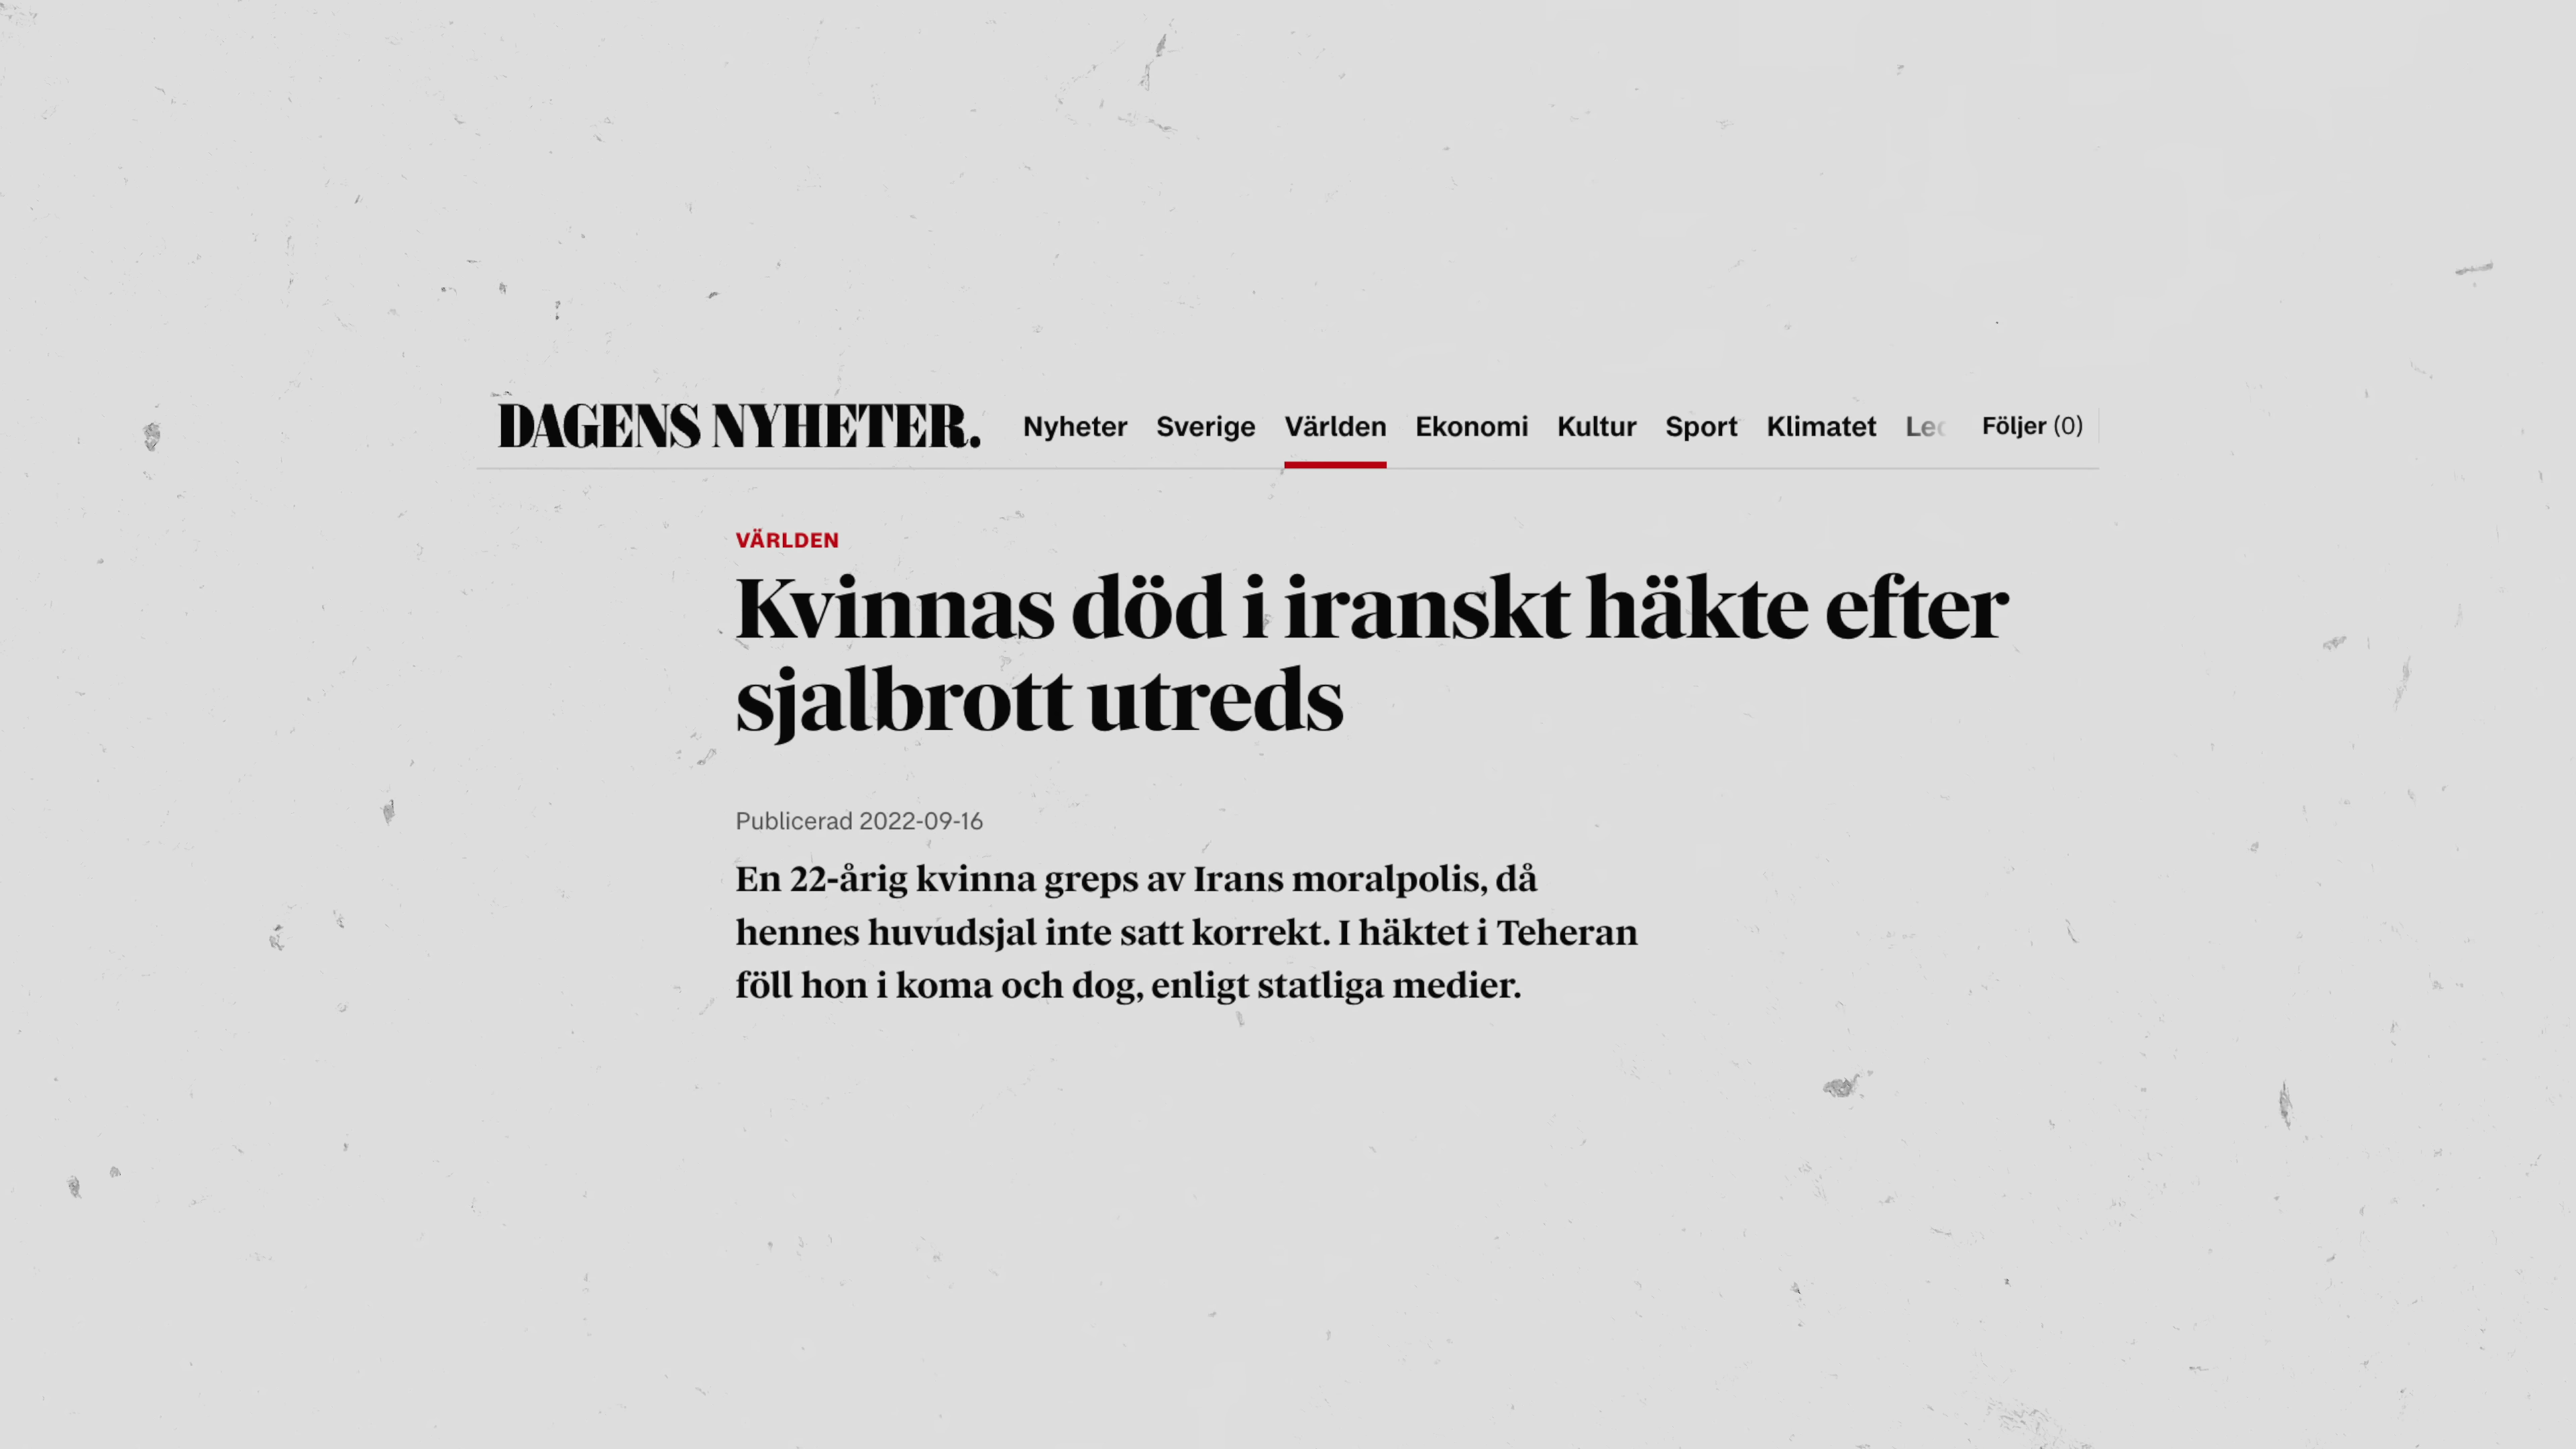 DAGENS NYHETER.
Nyheter Sverige Världen Ekonomi Kultur Sport Klimatet Följer (0)
VÄRLDEN
Kvinnas död i iranskt häkte efter
sjalbrott utreds
Publicerad 2022-09-16
En 22-årig kvinna greps av Irans moralpolis, då
hennes huvudsjal inte satt korrekt. I häktet i Teheran
föll hon i koma och dog, enligt statliga medier.